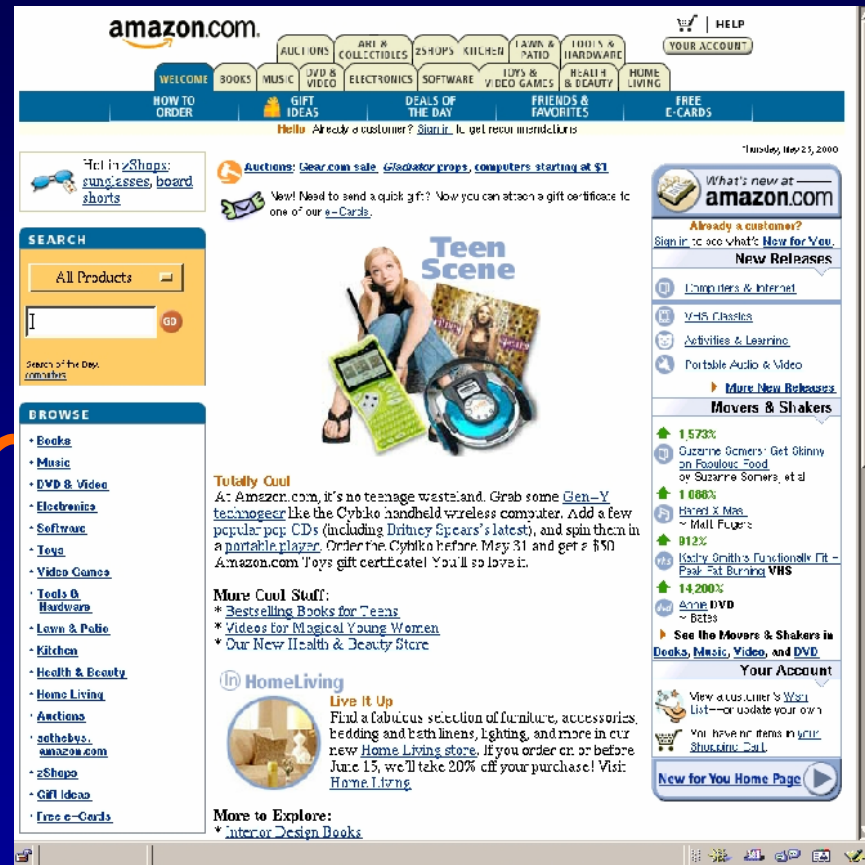 amazon.com.
HELP
YOUR ACCOUNT
AUCTIONS
ART & COLLECTIBLES
zSHOPS
KITCHEN
LAWN & PATIO
TOOLS & HARDWARE
WELCOME
BOOKS
MUSIC
DVD & VIDEO
ELECTRONICS
SOFTWARE
TOYS & VIDEO GAMES
HEALTH & BEAUTY
HOME LIVING
HOW TO ORDER
GIFT IDEAS
DEALS OF THE DAY
FRIENDS & FAVORITES
FREE E-CARDS
Hello. Already a customer? Sign in to get recommendations
Thursday, May 25, 2000
Hot in zShops:
sunglasses, board
shorts
SEARCH
All Products
GO
Search of the Day:
computers
BROWSE
· Books
· Music
· DVD & Video
· Electronics
· Software
· Toys
· Video Games
· Tools &
Hardware
· Lawn & Patio
· Kitchen
· Health & Beauty
· Home Living
· Auctions
· sothebys.
amazon.com
· zShops
· Gift Ideas
· Free e-Cards
Auctions: Gear.com sale, Gladiator props, computers starting at $1
New! Need to send a quick gift? Now you can attach a gift certificate to
one of our e-Cards.
Teen
Scene
Totally Cool
At Amazon.com, it's no teenage wasteland. Grab some Gen-Y
technogear like the Cybiko handheld wireless computer. Add a few
popular pop CDs (including Britney Spears's latest), and spin them in
a portable player. Order the Cybiko before May 31 and get a $50
Amazon.com Toys gift certificate! You'll so love it.
More Cool Stuff:
* Bestselling Books for Teens
* Videos for Magical Young Women
* Our New Health & Beauty Store
in HomeLiving
Live It Up
Find a fabulous selection of furniture, accessories,
bedding and bath linens, lighting, and more in our
new Home Living store. If you order on or before
June 15, we'll take 20% off your purchase! Visit
Home Living
More to Explore:
* Interior Design Books
What's new at
amazon.com
Already a customer?
Sign in to see what's New for You.
New Releases
Computers & Internet
VHS Classics
Activities & Learning
Portable Audio & Video
More New Releases
Movers & Shakers
1,573%
Suzanne Somers' Get Skinny
on Fabulous Food
by Suzanne Somers, et al
Matt Rogers
912%
Kathy Smith's Functionally Fit -
Peak Fat Burning VHS
14,200%
Annie DVD
~ Bates
See the Movers & Shakers in
Books, Music, Video, and DVD
Your Account
View a customer's Wish
List--or update your own
You have no items in your
Shopping Cart.
New for You Home Page